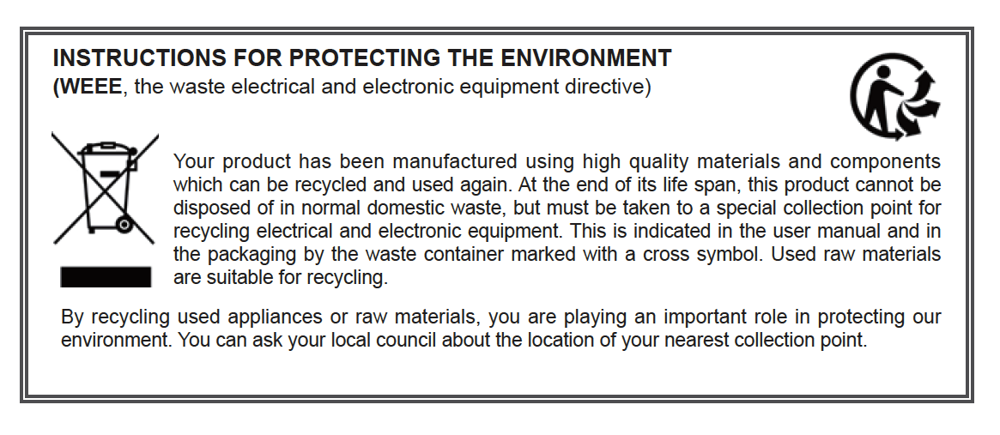 INSTRUCTIONS FOR PROTECTING THE ENVIRONMENT
(WEEE, the waste electrical and electronic equipment directive)
Your product has been manufactured using high quality materials and components
which can be recycled and used again. At the end of its life span, this product cannot be
disposed of in normal domestic waste, but must be taken to a special collection point for
recycling electrical and electronic equipment. This is indicated in the user manual and in
the packaging by the waste container marked with a cross symbol. Used raw materials
are suitable for recycling.
By recycling used appliances or raw materials, you are playing an important role in protecting our
environment. You can ask your local council about the location of your nearest collection point.